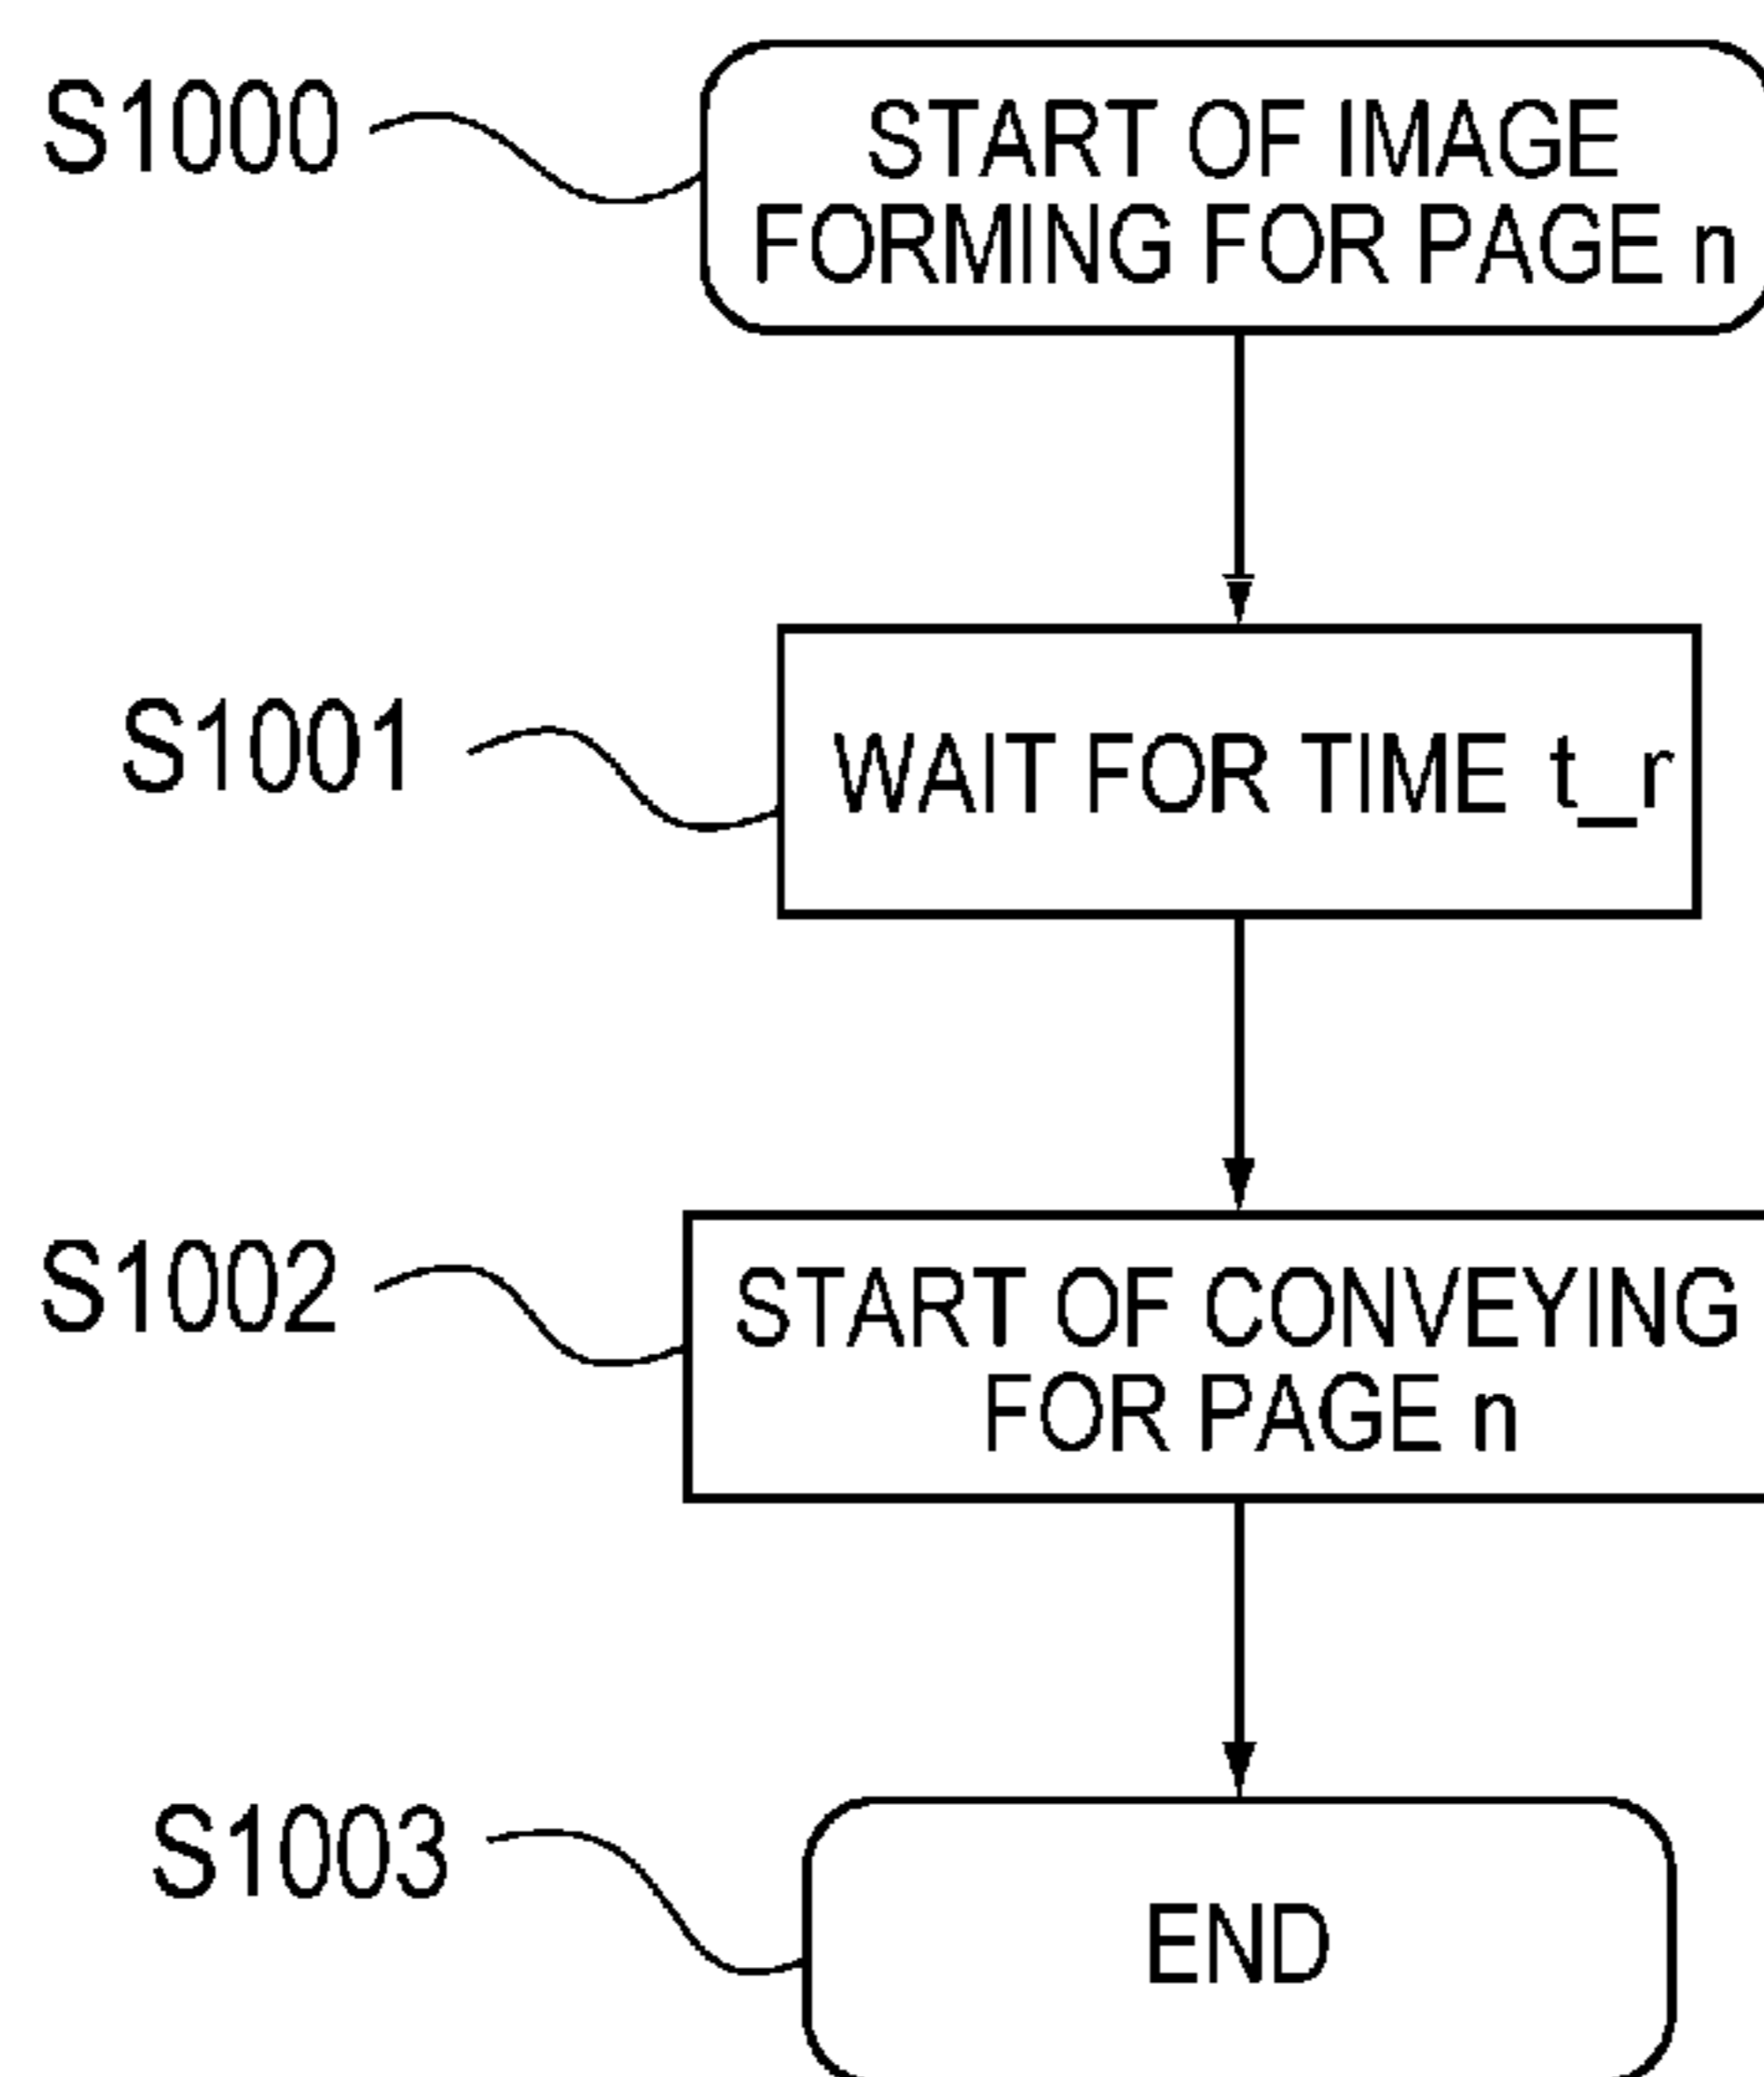 S1000
START OF IMAGE
FORMING FOR PAGE n
S1001
WAIT FOR TIME t_r
S1002
START OF CONVEYING
FOR PAGE n
S1003
END